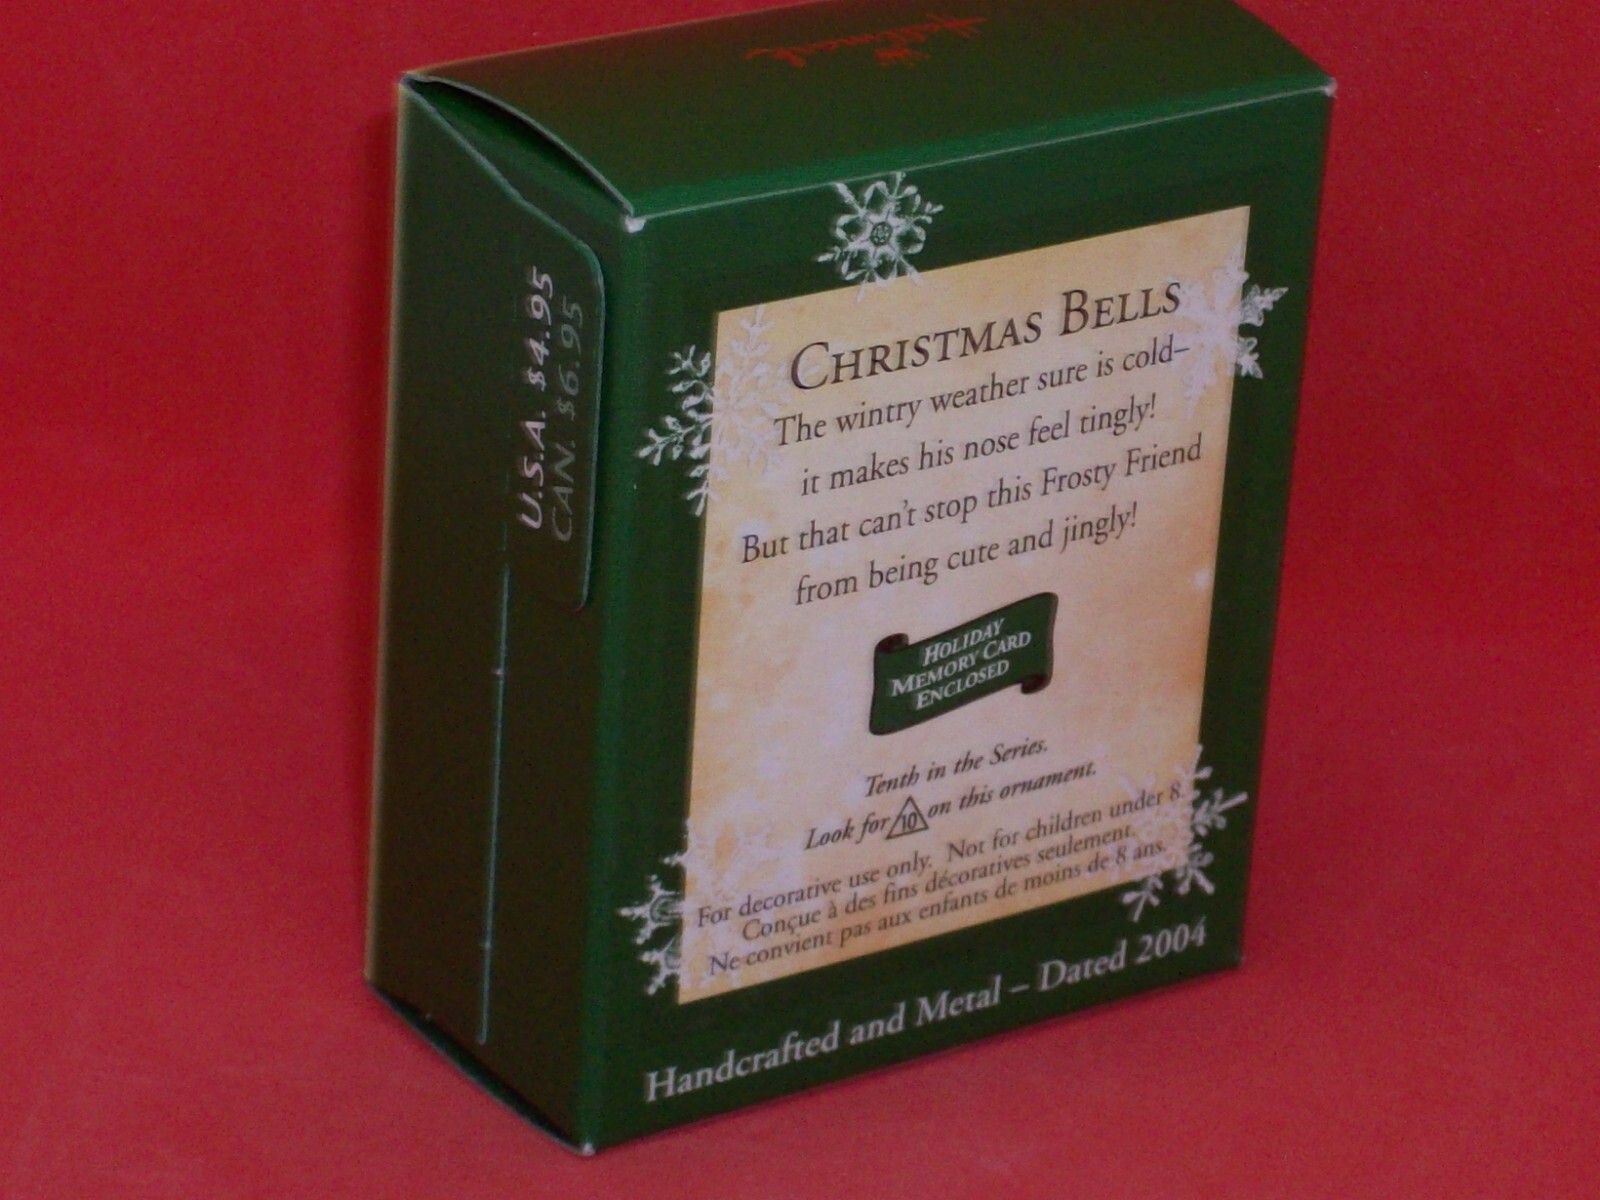 Hallmark
U.S.A. $4.95
CAN. $6.95
CHRISTMAS BELLS
The wintry weather sure is cold–
it makes his nose feel tingly!
But that can't stop this Frosty Friend
from being cute and jingly!
HOLIDAY
MEMORY CARD
ENCLOSED
Tenth in the Series.
Look for 10 on this ornament.
For decorative use only. Not for children under 8.
Conçue à des fins décoratives seulement.
Ne convient pas aux enfants de moins de 8 ans.
Handcrafted and Metal – Dated 2004